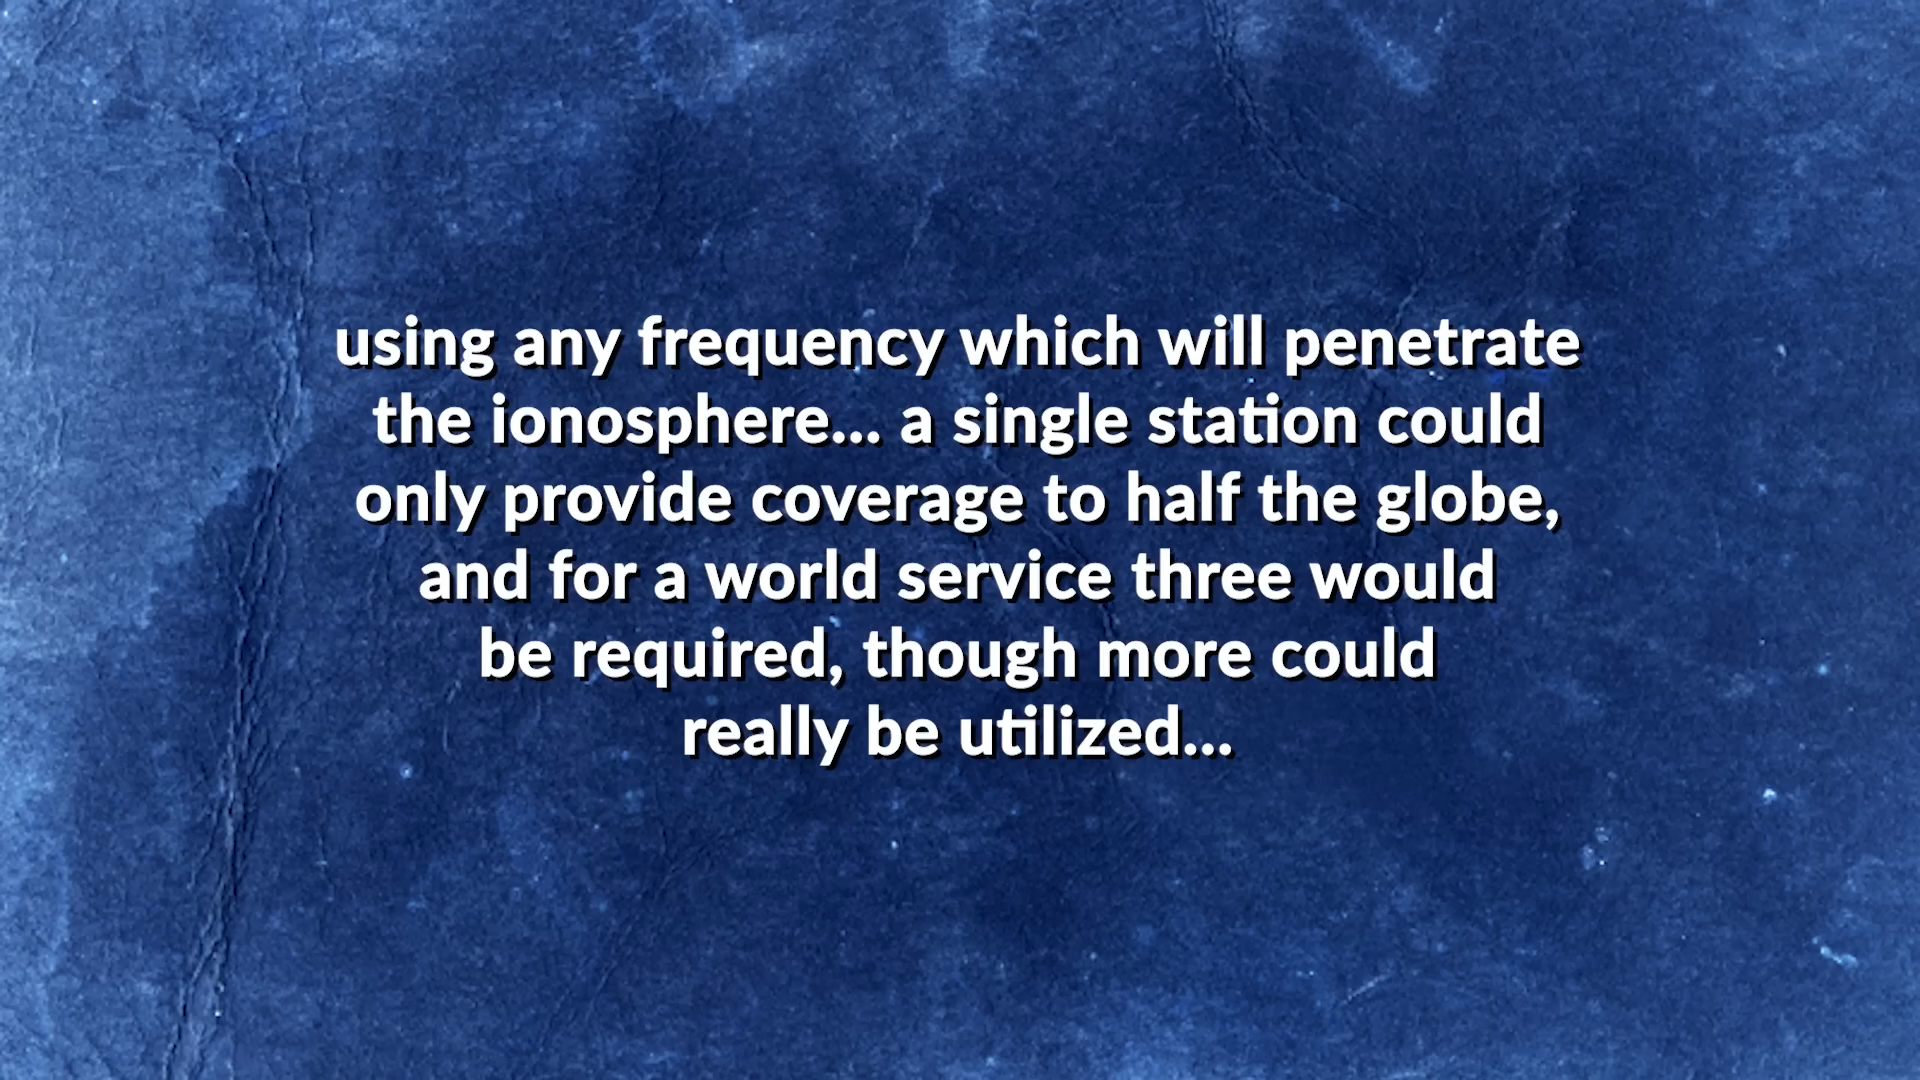 using any frequency which will penetrate
the ionosphere... a single station could
only provide coverage to half the globe,
and for a world service three would
be required, though more could
really be utilized...